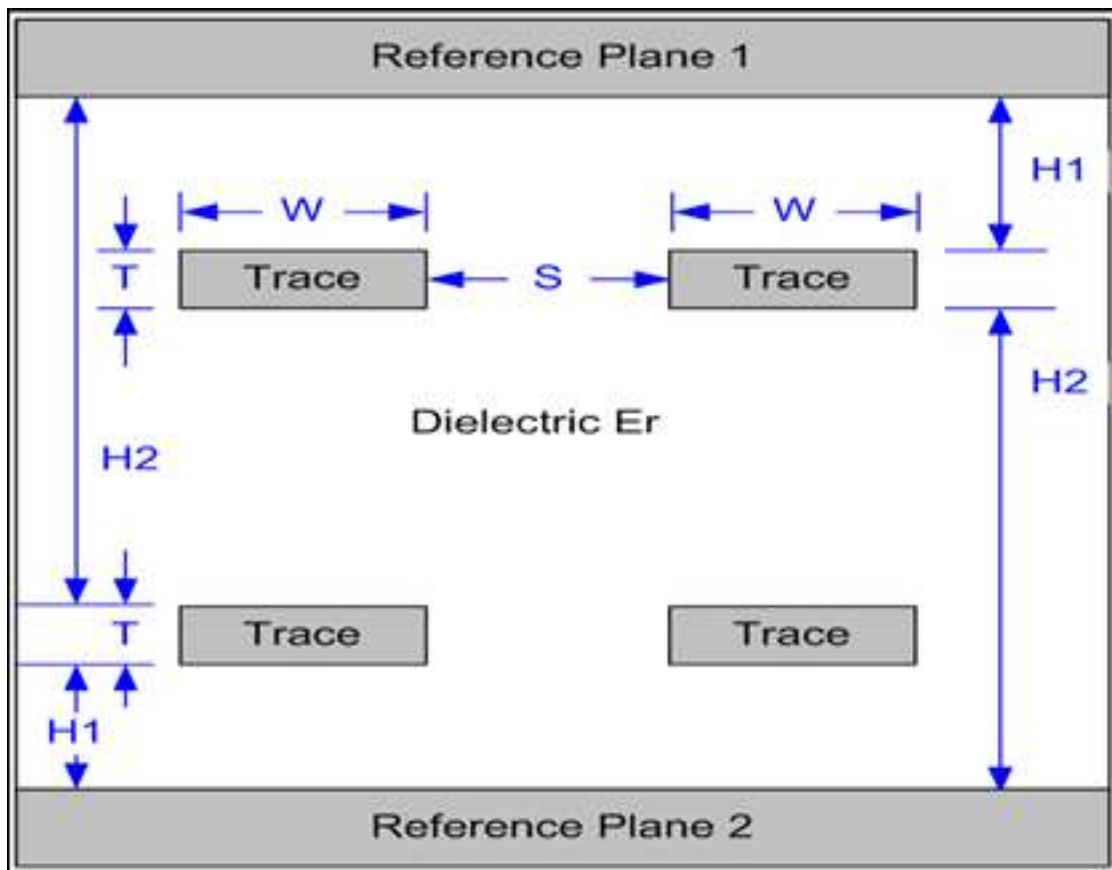 Reference Plane 1
H1
W W
T Trace S Trace
H2
Dielectric Er
H2
T Trace Trace
H1
Reference Plane 2